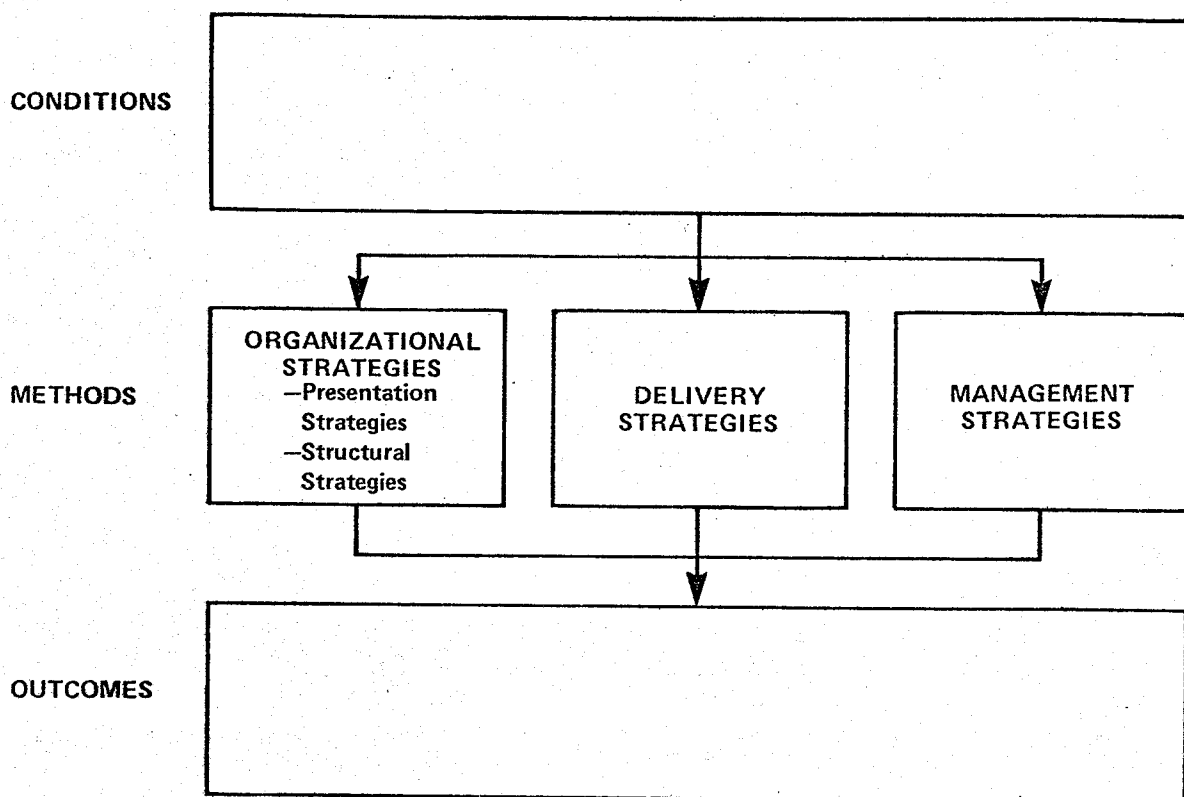 CONDITIONS
METHODS
ORGANIZATIONAL
STRATEGIES
—Presentation
Strategies
—Structural
Strategies
DELIVERY
STRATEGIES
MANAGEMENT
STRATEGIES
OUTCOMES